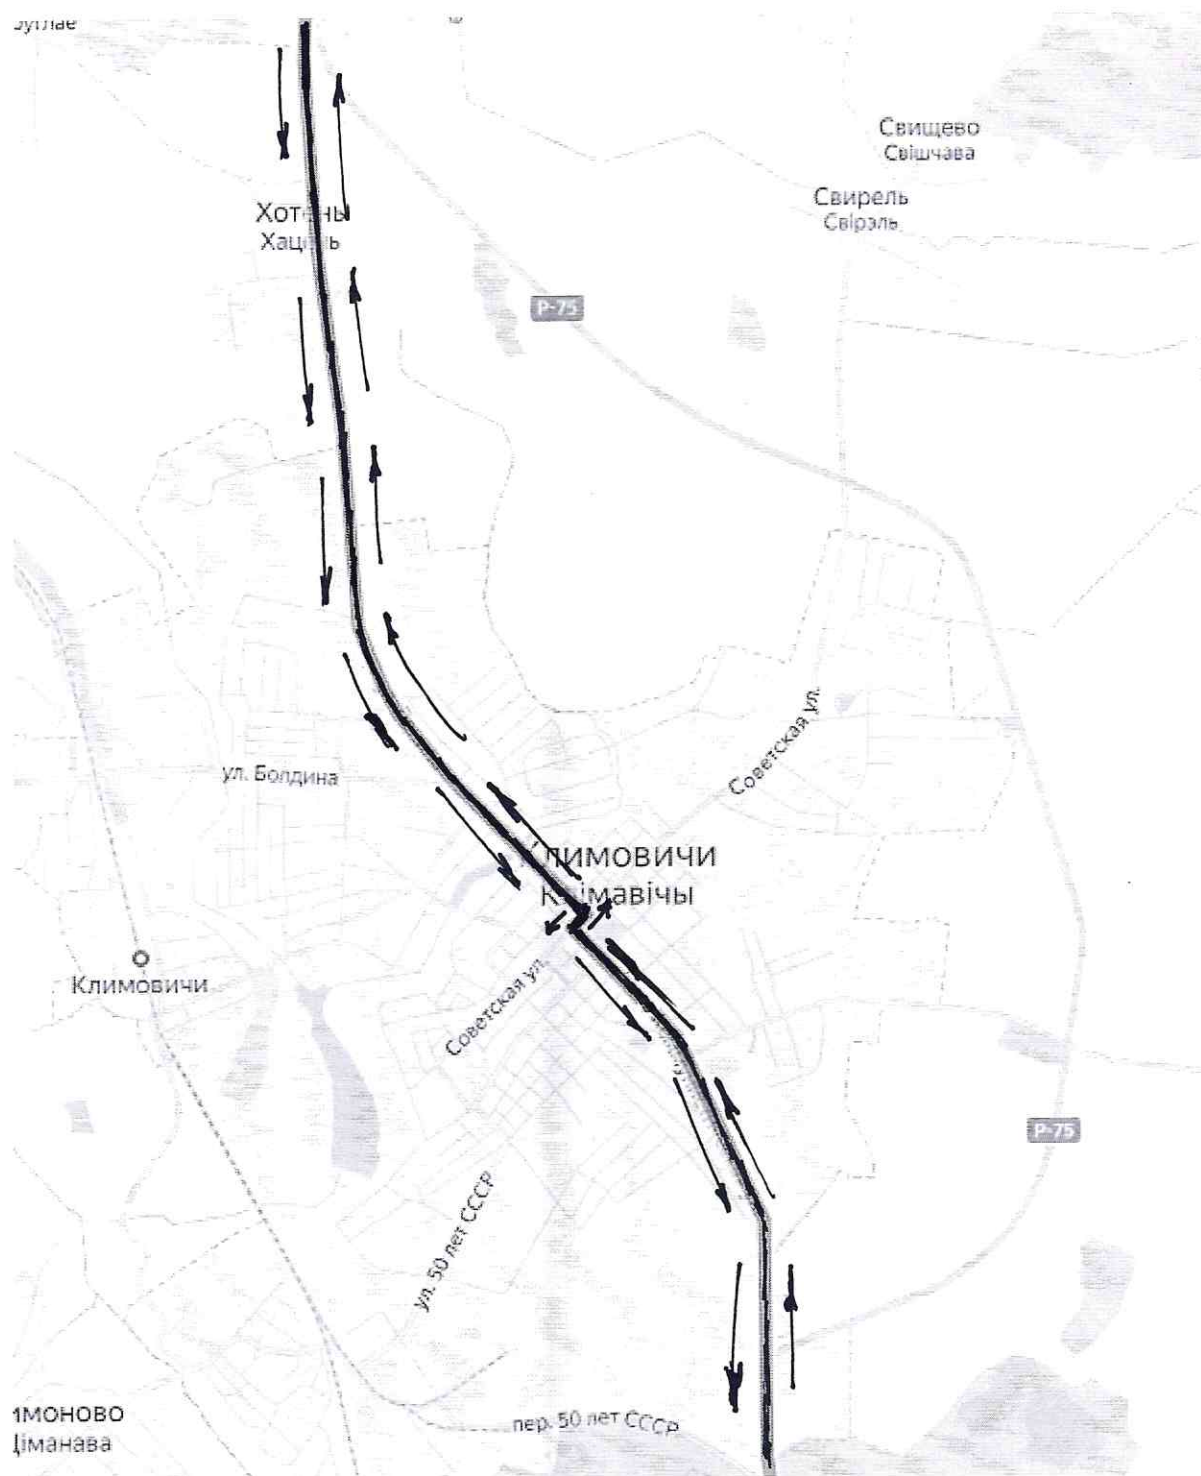 Свищево
Свішчава
Свирель
Свірэль
Р-75
Советская ул.
ул. Болдина
Климовичи
Советская ул.
Р-75
ул. 50 лет СССР
пер. 50 лет СССР